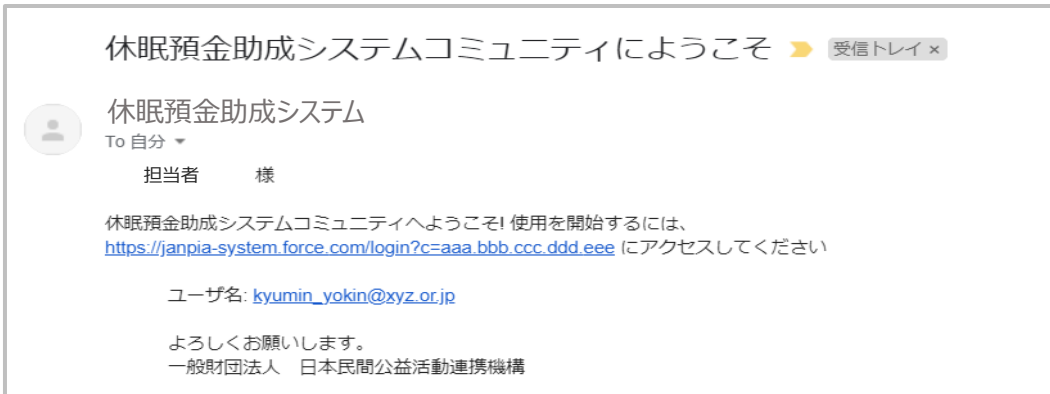 休眠預金助成システムコミュニティにようこそ 受信トレイ ×
休眠預金助成システム
To 自分
担当者 様
休眠預金助成システムコミュニティへようこそ! 使用を開始するには、
https://janpia-system.force.com/login?c=aaa.bbb.ccc.ddd.eee にアクセスしてください
ユーザ名: kyumin_yokin@xyz.or.jp
よろしくお願いします。
一般財団法人 日本民間公益活動連携機構